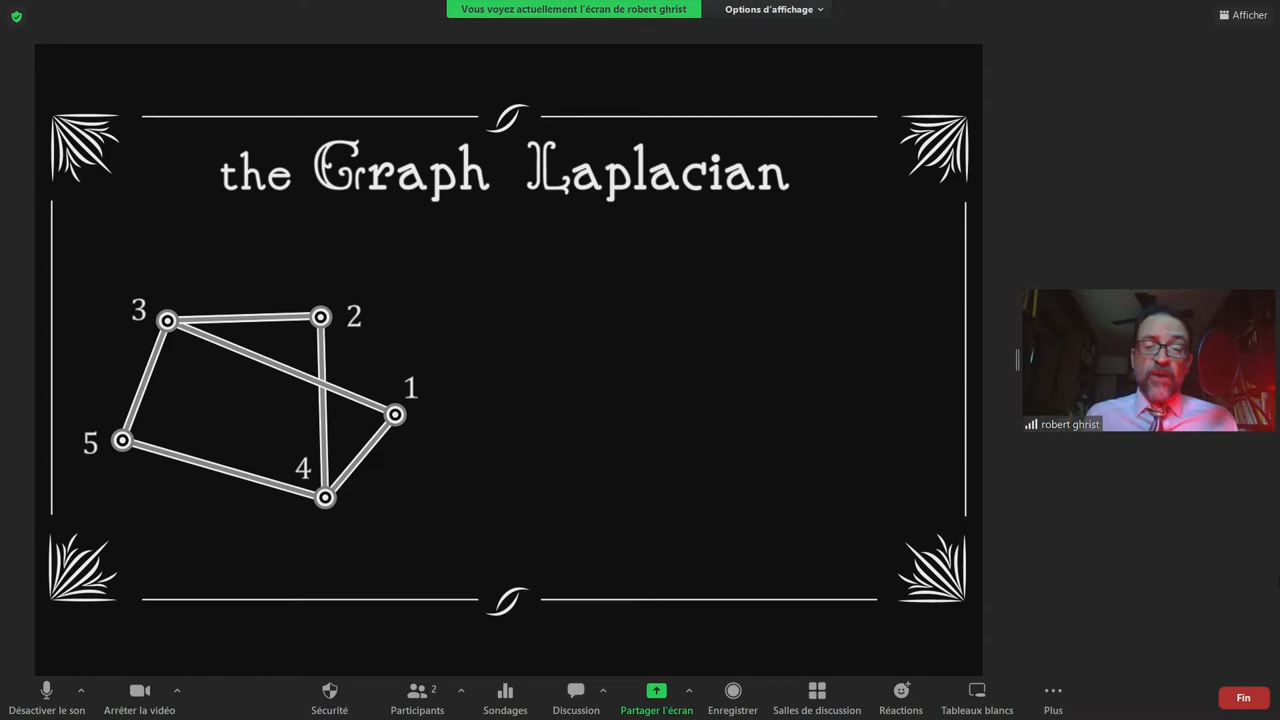 Vous voyez actuellement l'écran de robert ghrist
Options d'affichage
Afficher
the Graph Laplacian
3
2
1
5
4
robert ghrist
2
Désactiver le son
Arrêter la vidéo
Sécurité
Participants
Sondages
Discussion
Partager l'écran
Enregistrer
Salles de discussion
Réactions
Tableaux blancs
Plus
Fin